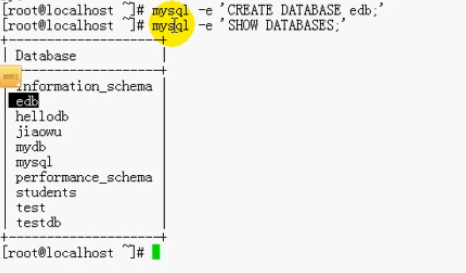 [root@localhost ~]# mysql -e 'CREATE DATABASE edb;'
[root@localhost ~]# mysql -e 'SHOW DATABASES;'
+--------------------+
| Database           |
+--------------------+
| information_schema |
| edb                |
| hellodb            |
| jiaowu             |
| mydb               |
| mysql              |
| performance_schema |
| students           |
| test               |
| testdb             |
+--------------------+
[root@localhost ~]#